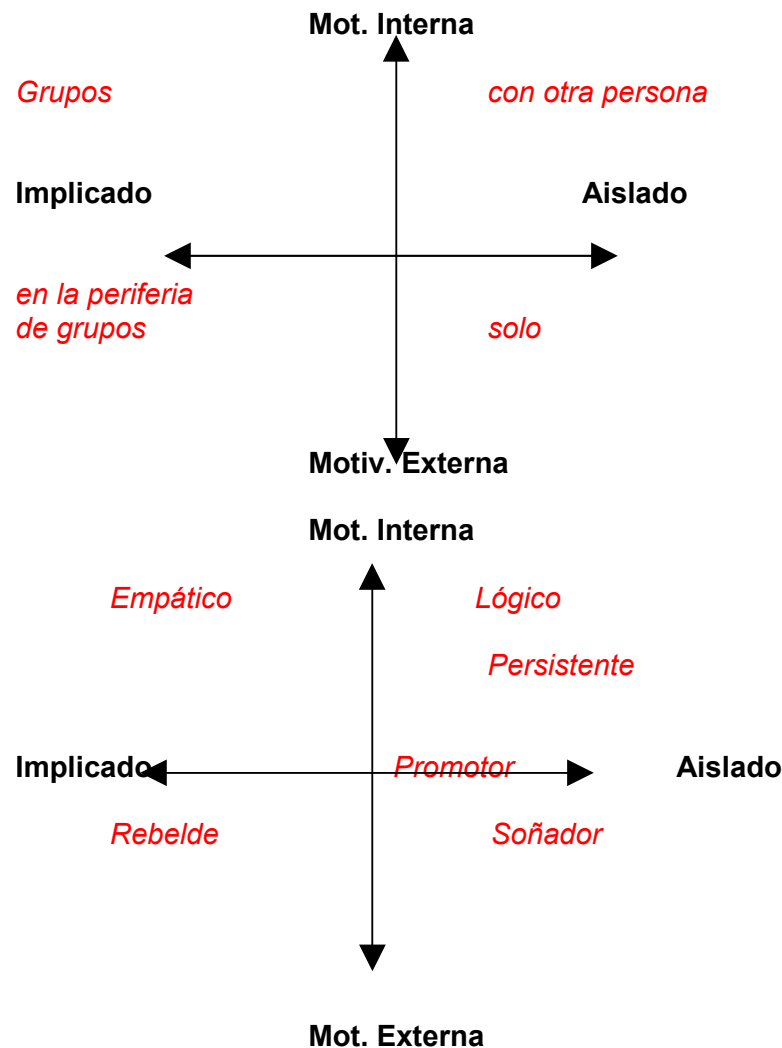 Mot. Interna
Grupos
con otra persona
Implicado
Aislado
en la periferia
de grupos
solo
Motiv. Externa
Mot. Interna
Empático
Lógico
Persistente
Implicado
Promotor
Aislado
Rebelde
Soñador
Mot. Externa